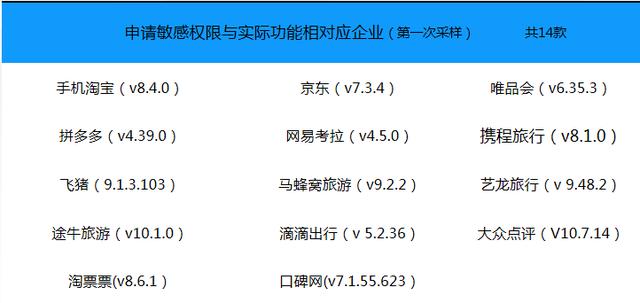 申请敏感权限与实际功能相对应企业（第一次采样） 共14款
手机淘宝（v8.4.0） 京东（v7.3.4） 唯品会（v6.35.3）
拼多多（v4.39.0） 网易考拉（v4.5.0） 携程旅行（v8.1.0）
飞猪（9.1.3.103） 马蜂窝旅游（v9.2.2） 艺龙旅行（v 9.48.2）
途牛旅游（v10.1.0） 滴滴出行（v 5.2.36） 大众点评（V10.7.14）
淘票票(v8.6.1） 口碑网(v7.1.55.623）